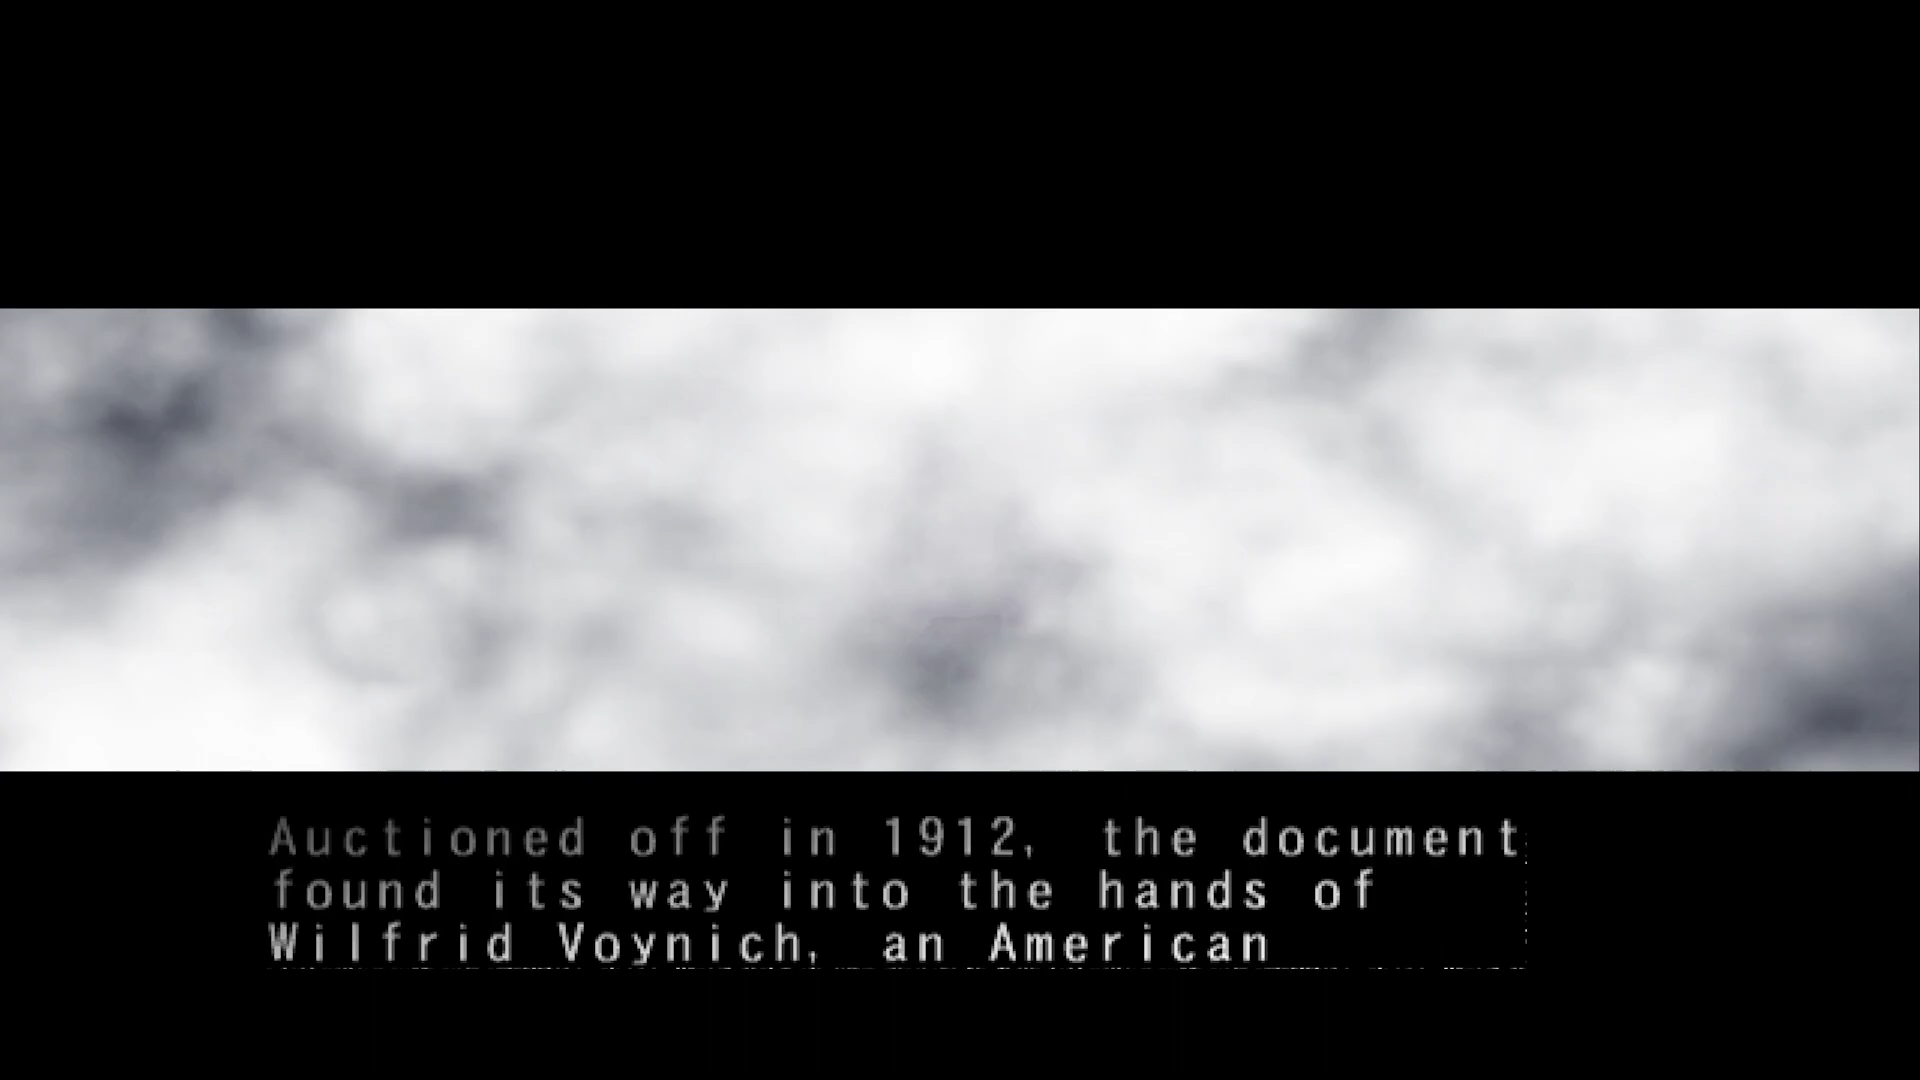 Auctioned off in 1912, the document
found its way into the hands of
Wilfrid Voynich, an American